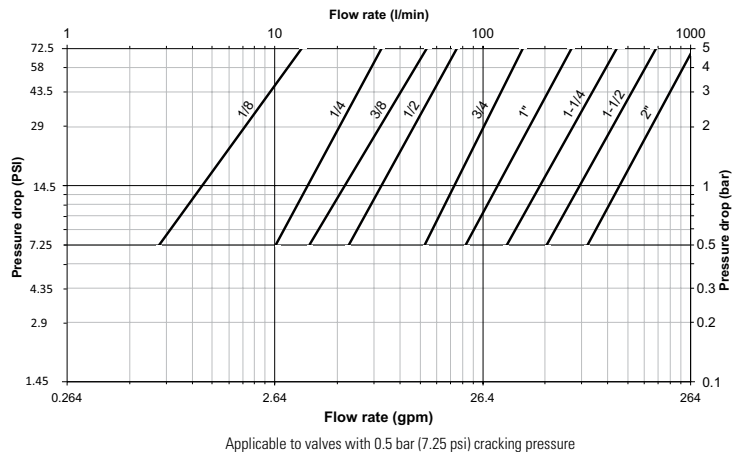 Flow rate (l/min)
1 10 100 1000
72.5 5
58 4
43.5 3
29 2
14.5 1
7.25 0.5
4.35 0.3
2.9 0.2
1.45 0.1
Pressure drop (PSI)
Pressure drop (bar)
1/8
1/4
3/8
1/2
3/4
1"
1-1/4
1-1/2
2"
0.264 2.64 26.4 264
Flow rate (gpm)
Applicable to valves with 0.5 bar (7.25 psi) cracking pressure